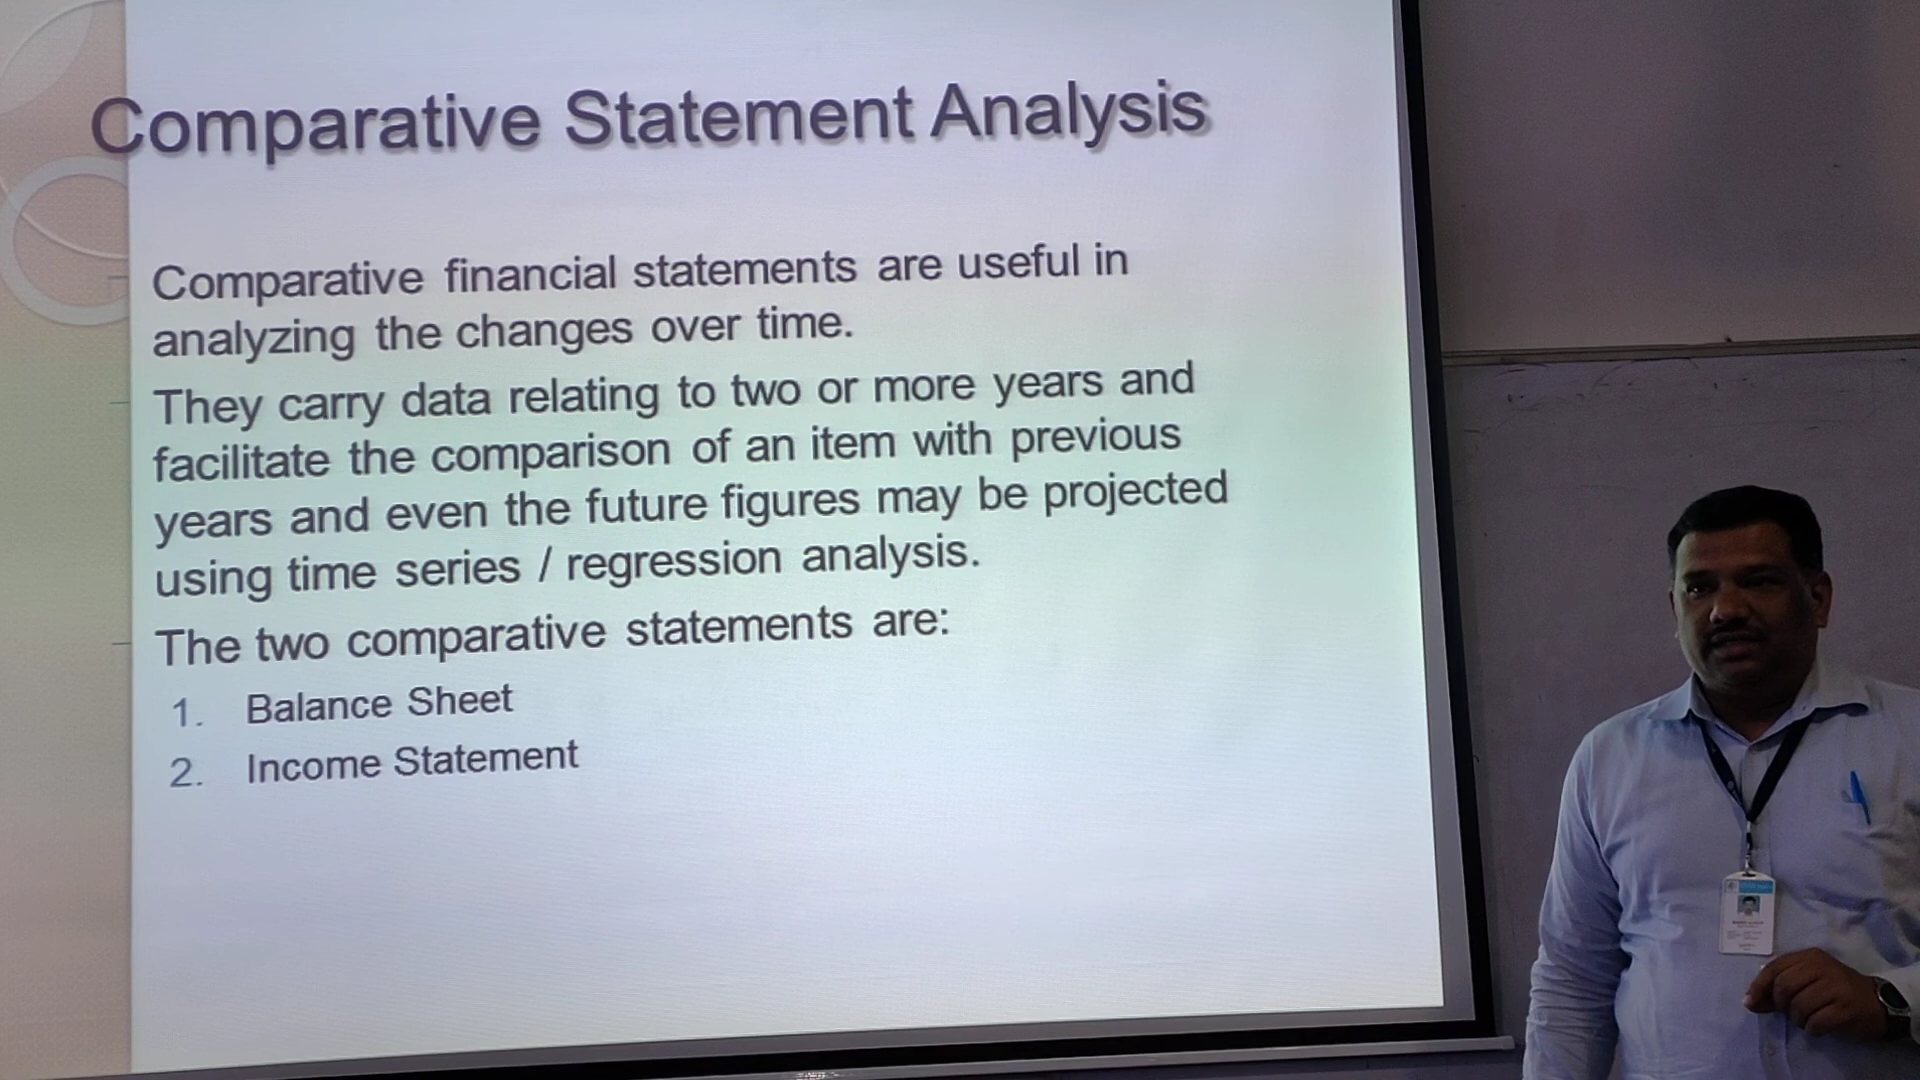 Comparative Statement Analysis
Comparative financial statements are useful in
analyzing the changes over time.
They carry data relating to two or more years and
facilitate the comparison of an item with previous
years and even the future figures may be projected
using time series / regression analysis.
The two comparative statements are:
1. Balance Sheet
2. Income Statement